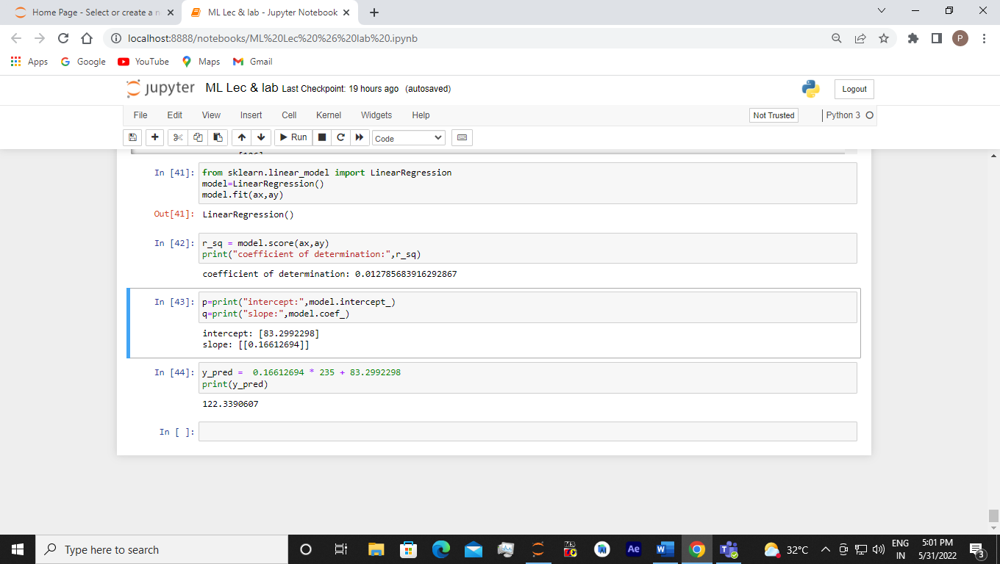 Home Page - Select or create a n
ML Lec & lab - Jupyter Notebook
localhost:8888/notebooks/ML%20Lec%20%26%20lab%20.ipynb
P
Apps
Google
YouTube
Maps
Gmail
jupyter
ML Lec & lab Last Checkpoint: 19 hours ago (autosaved)
Logout
File Edit View Insert Cell Kernel Widgets Help
Not Trusted
Python 3
Run
Code
In [41]: from sklearn.linear_model import LinearRegression
model=LinearRegression()
model.fit(ax,ay)
Out[41]: LinearRegression()
In [42]: r_sq = model.score(ax,ay)
print("coefficient of determination:",r_sq)
coefficient of determination: 0.012785683916292867
In [43]: p=print("intercept:",model.intercept_)
q=print("slope:",model.coef_)
intercept: [83.2992298]
slope: [[0.16612694]]
In [44]: y_pred =  0.16612694 * 235 + 83.2992298
print(y_pred)
122.3390607
In [ ]:
Type here to search
Ae
32°C
ENG
IN
5:01 PM
5/31/2022
3